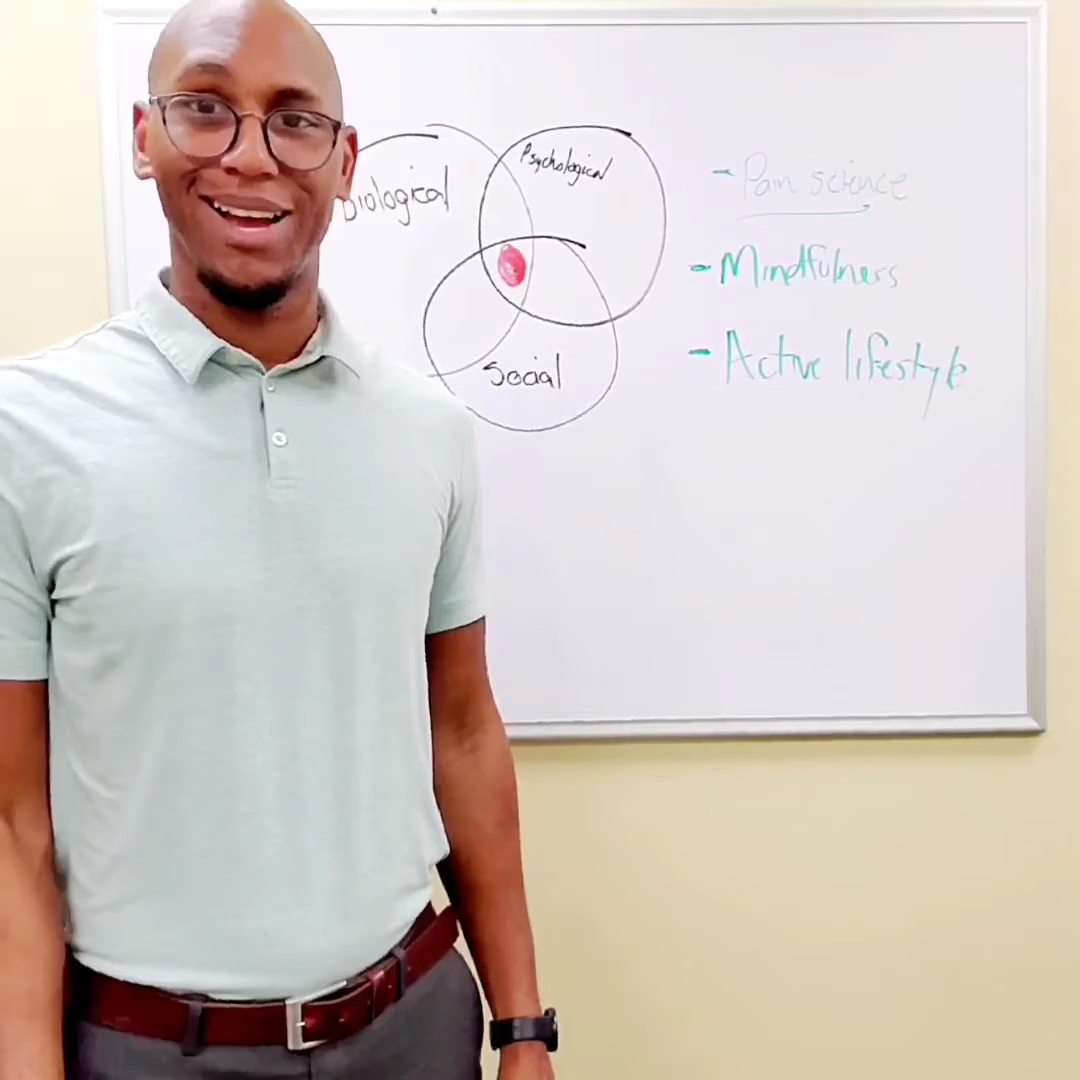 Biological
Psychological
Social
- Pain science
- Mindfulness
- Active lifestyle